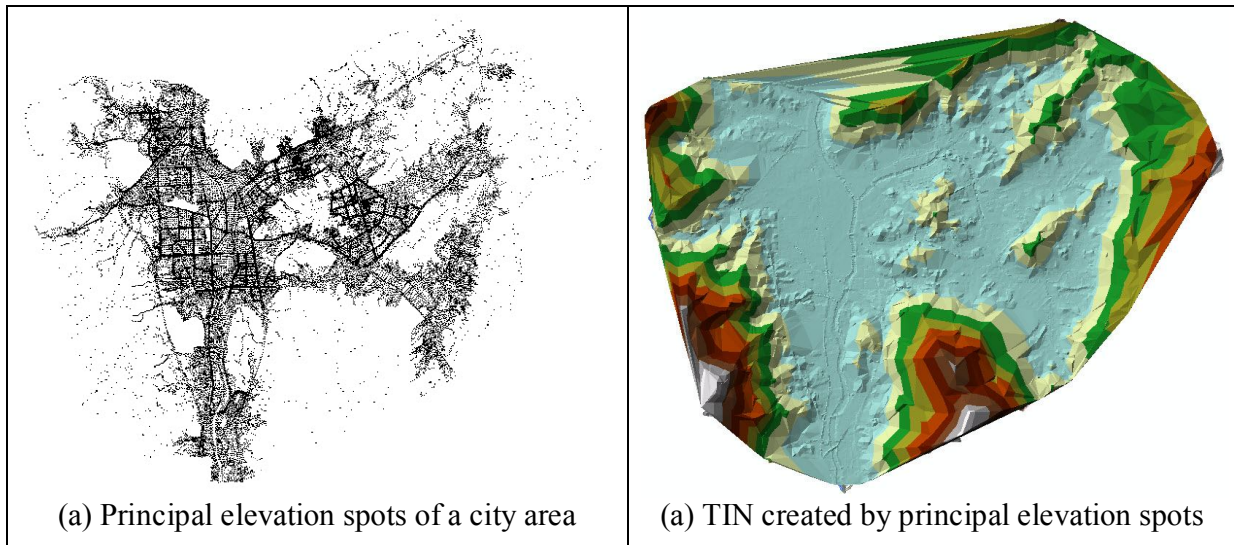 (a) Principal elevation spots of a city area
(a) TIN created by principal elevation spots